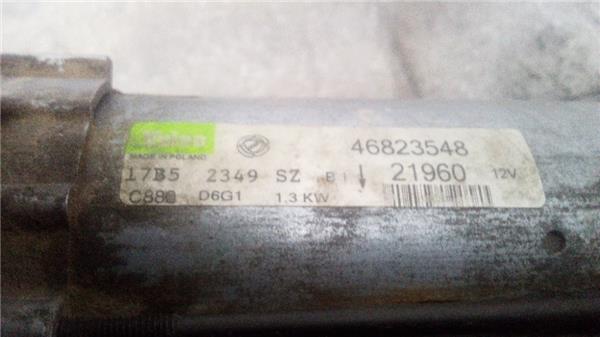 Valeo 46823548
MADE IN POLAND
17B5 2349 SZ B 21960 12V
C880 D6G1 1.3 KW